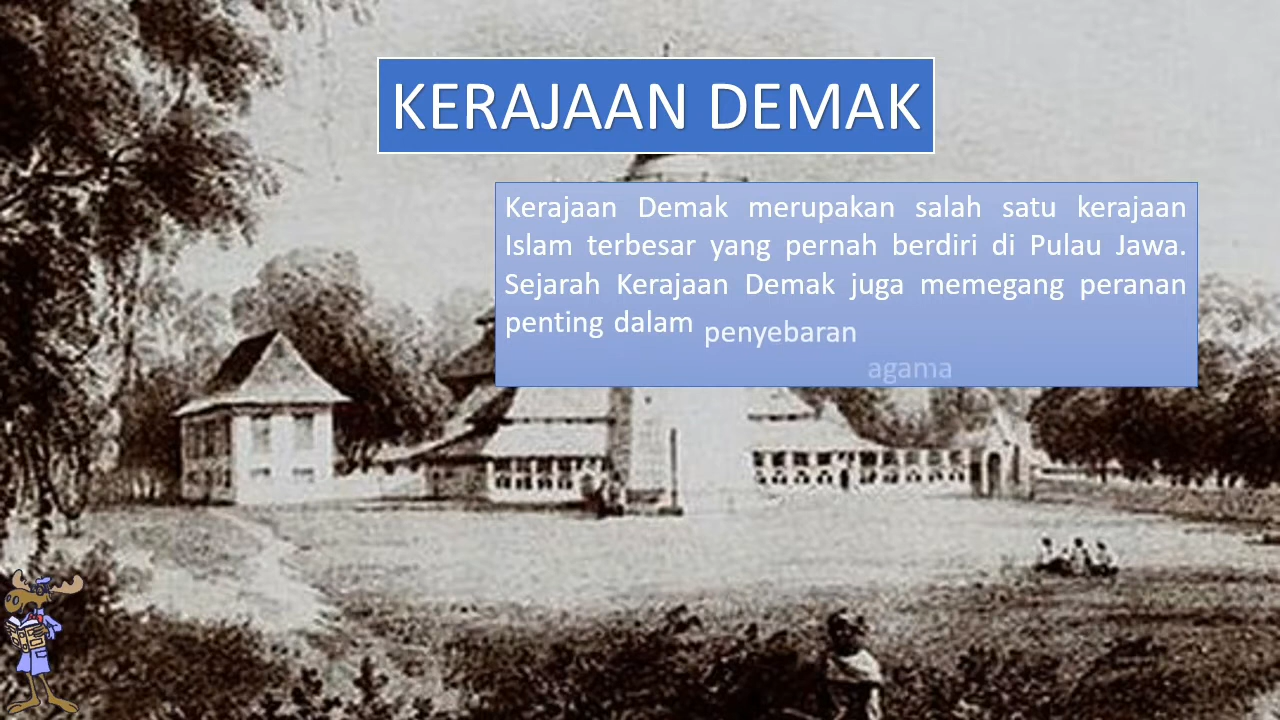 KERAJAAN DEMAK
Kerajaan Demak merupakan salah satu kerajaan
Islam terbesar yang pernah berdiri di Pulau Jawa.
Sejarah Kerajaan Demak juga memegang peranan
penting dalam penyebaran
agama